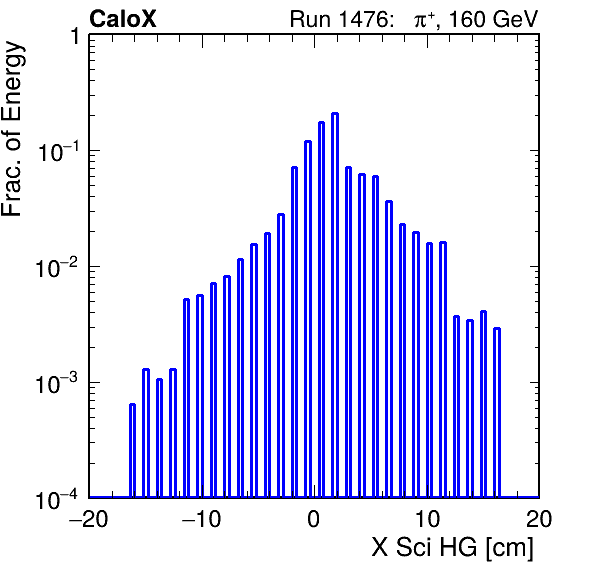 CaloX Run 1476: π⁺, 160 GeV
Frac. of Energy
1
10⁻¹
10⁻²
10⁻³
10⁻⁴
−20 −10 0 10 20
X Sci HG [cm]